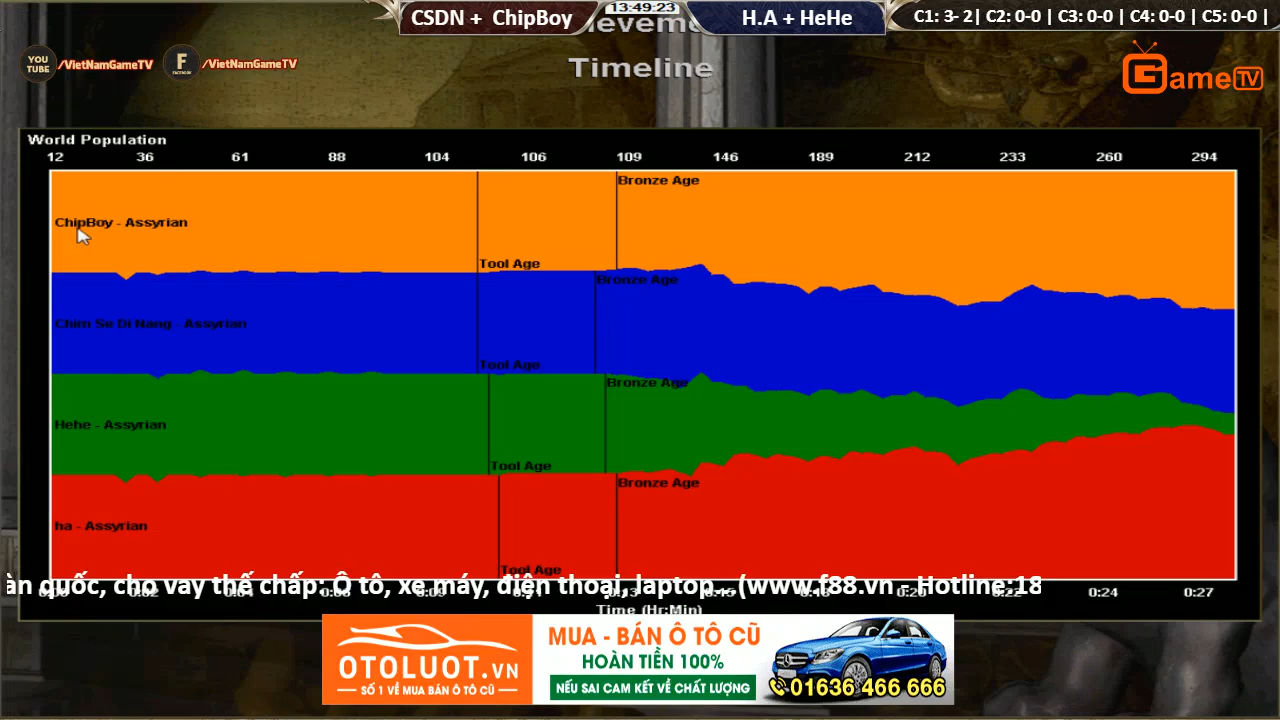 13:49:23
CSDN + ChipBoy
H.A + HeHe
C1: 3- 2| C2: 0-0 | C3: 0-0 | C4: 0-0 | C5: 0-0 |
YOU TUBE /VietNamGameTV
F FACEBOOK /VietNamGameTV
Timeline
GameTV
World Population
12 36 61 88 104 106 109 146 189 212 233 260 294
Bronze Age
ChipBoy - Assyrian
Tool Age
Bronze Age
Chim Se Di Nang - Assyrian
Tool Age
Bronze Age
Hehe - Assyrian
Tool Age
Bronze Age
ha - Assyrian
Tool Age
àn quốc, cho vay thế chấp: Ô tô, xe máy, điện thoại, laptop...(www.f88.vn - Hotline:18
0:24 0:27
Time (Hr:Min)
OTOLUOT.VN
SỐ 1 VỀ MUA BÁN Ô TÔ CŨ
MUA - BÁN Ô TÔ CŨ
HOÀN TIỀN 100%
NẾU SAI CAM KẾT VỀ CHẤT LƯỢNG
01636 466 666